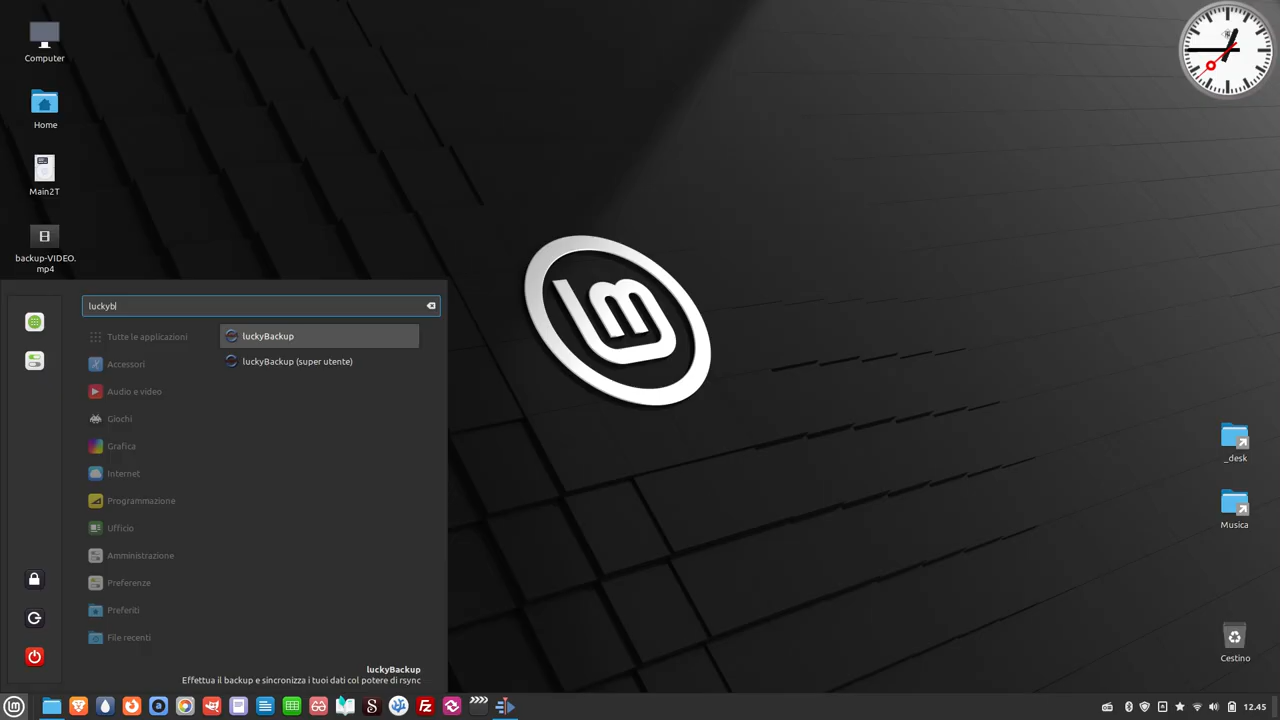 Computer
Home
Main2T
backup-VIDEO.
mp4
luckyb
Tutte le applicazioni
Accessori
Audio e video
Giochi
Grafica
Internet
Programmazione
Ufficio
Amministrazione
Preferenze
Preferiti
File recenti
luckyBackup
luckyBackup (super utente)
luckyBackup
Effettua il backup e sincronizza i tuoi dati col potere di rsync
_desk
Musica
Cestino
12.45